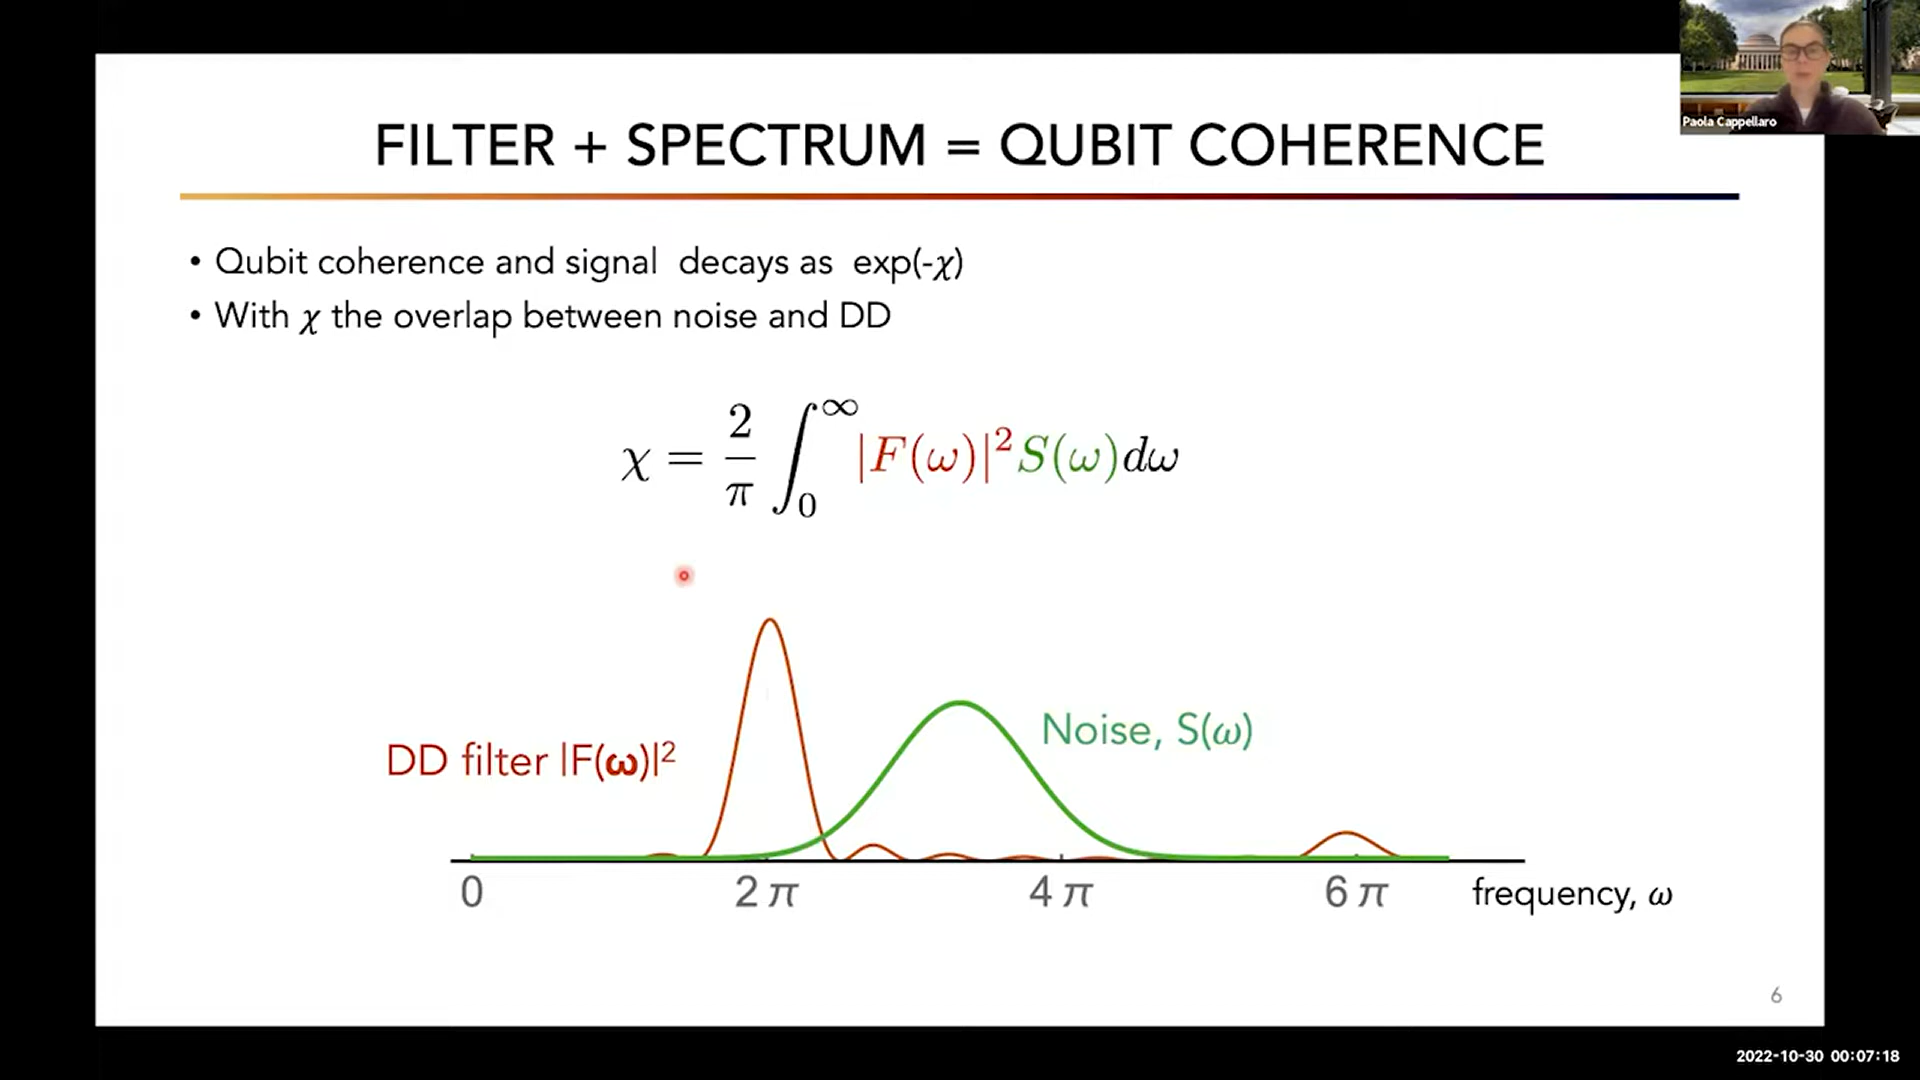 Paola Cappellaro
FILTER + SPECTRUM = QUBIT COHERENCE
• Qubit coherence and signal decays as exp(-χ)
• With χ the overlap between noise and DD
χ = 2/π ∫₀^∞ |F(ω)|² S(ω)dω
Noise, S(ω)
DD filter |F(ω)|²
0 2π 4π 6π frequency, ω
6
2022-10-30 00:07:18